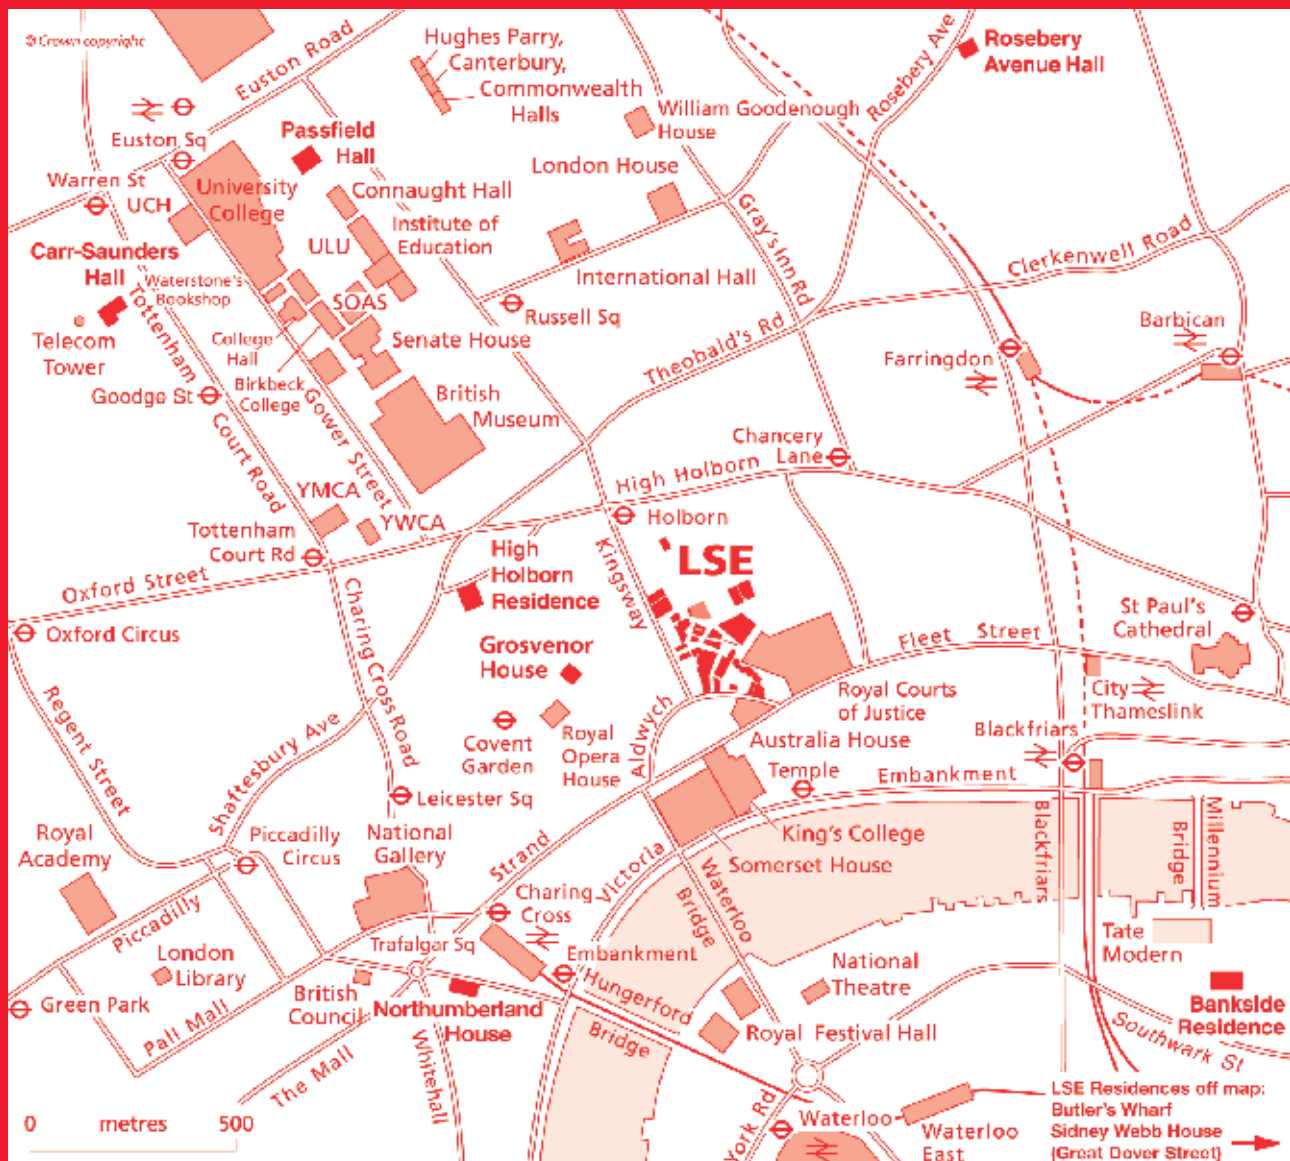 © Crown copyright
Euston Road
Hughes Parry,
Canterbury,
Commonwealth
Halls
Rosebery Ave
Rosebery
Avenue Hall
William Goodenough
House
Euston Sq
Passfield
Hall
London House
Warren St
UCH
University
College
Connaught Hall
Institute of
Education
Gray's Inn Rd
Clerkenwell Road
Carr-Saunders
Hall
ULU
Waterstone's
Bookshop
International Hall
SOAS
Russell Sq
Telecom
Tower
Tottenham
Court Road
College
Hall
Senate House
Theobald's Rd
Farringdon
Barbican
Goodge St
Birkbeck
College
Gower Street
British
Museum
Chancery
Lane
High Holborn
YMCA
YWCA
Holborn
Tottenham
Court Rd
Oxford Street
High
Holborn
Residence
Kingsway
LSE
Oxford Circus
Charing Cross Road
Grosvenor
House
Fleet Street
St Paul's
Cathedral
Regent Street
Shaftesbury Ave
Covent
Garden
Royal
Opera
House
Aldwych
Royal Courts
of Justice
Australia House
City
Thameslink
Blackfriars
Temple
Embankment
Leicester Sq
Royal
Academy
Piccadilly
Circus
National
Gallery
Strand
Victoria
King's College
Somerset House
Blackfriars
Millennium
Bridge
Piccadilly
Charing
Cross
Waterloo
Bridge
Trafalgar Sq
London
Library
Embankment
Hungerford
Bridge
National
Theatre
Tate
Modern
Green Park
Pall Mall
British
Council
Northumberland
House
Royal Festival Hall
Bankside
Residence
Southwark St
The Mall
Whitehall
0 metres 500
York Rd
Waterloo
Waterloo
East
LSE Residences off map:
Butler's Wharf
Sidney Webb House
(Great Dover Street)